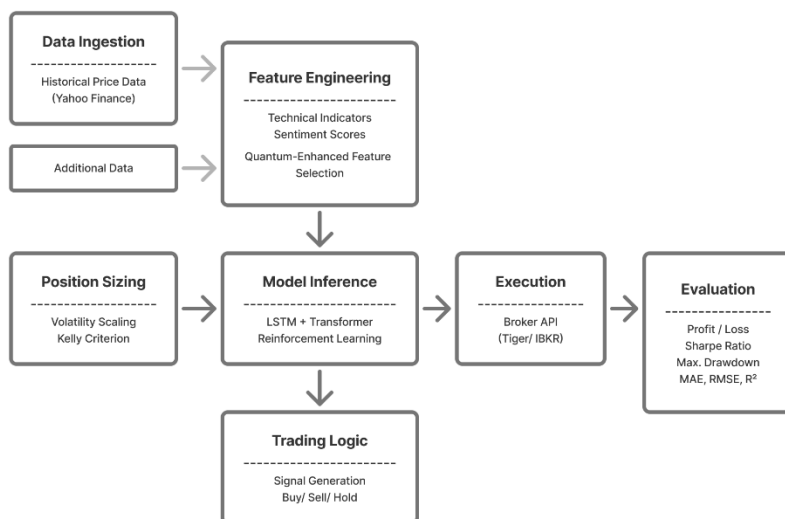 Data Ingestion
Historical Price Data
(Yahoo Finance)
Additional Data
Feature Engineering
Technical Indicators
Sentiment Scores
Quantum-Enhanced Feature
Selection
Position Sizing
Volatility Scaling
Kelly Criterion
Model Inference
LSTM + Transformer
Reinforcement Learning
Execution
Broker API
(Tiger/ IBKR)
Evaluation
Profit / Loss
Sharpe Ratio
Max. Drawdown
MAE, RMSE, R²
Trading Logic
Signal Generation
Buy/ Sell/ Hold